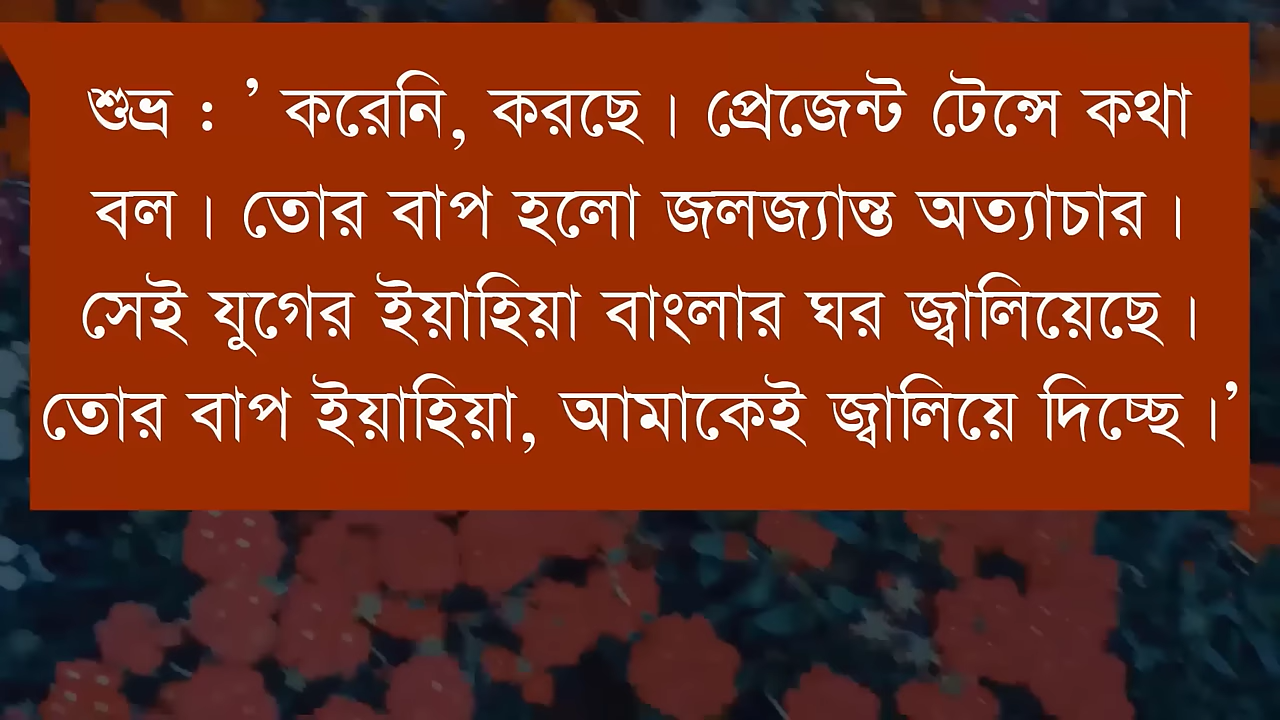 শুভ্র : ’ করেনি, করছে । প্রেজেন্ট টেন্সে কথা
বল । তোর বাপ হলো জলজ্যান্ত অত্যাচার ।
সেই যুগের ইয়াহিয়া বাংলার ঘর জ্বালিয়েছে ।
তোর বাপ ইয়াহিয়া, আমাকেই জ্বালিয়ে দিচ্ছে ।’